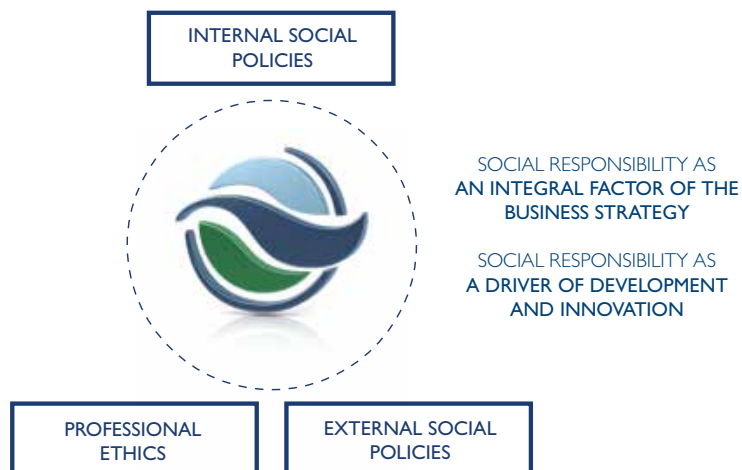 INTERNAL SOCIAL
POLICIES
SOCIAL RESPONSIBILITY AS
AN INTEGRAL FACTOR OF THE
BUSINESS STRATEGY
SOCIAL RESPONSIBILITY AS
A DRIVER OF DEVELOPMENT
AND INNOVATION
PROFESSIONAL
ETHICS
EXTERNAL SOCIAL
POLICIES